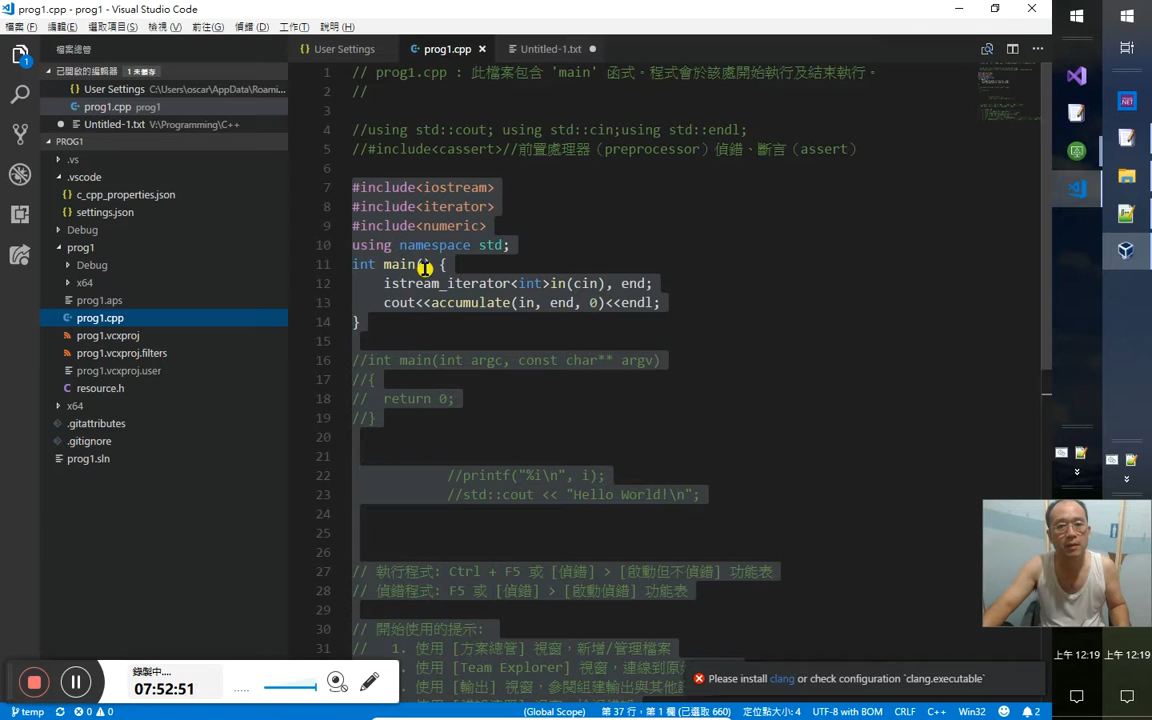 prog1.cpp - prog1 - Visual Studio Code
檔案 (F) 編輯(E) 選取項目(S) 檢視 (V) 前往(G) 偵錯 (D) 工作(T) 說明 (H)
檔案總管
User Settings
prog1.cpp
Untitled-1.txt
已開啟的編輯器 1 未儲存
User Settings C:\Users\oscar\AppData\Roami...
prog1.cpp prog1
Untitled-1.txt V:\Programming\C++
PROG1
.vs
.vscode
c_cpp_properties.json
settings.json
Debug
prog1
Debug
x64
prog1.aps
prog1.cpp
prog1.vcxproj
prog1.vcxproj.filters
prog1.vcxproj.user
resource.h
x64
.gitattributes
.gitignore
prog1.sln
1 // prog1.cpp : 此檔案包含 'main' 函式。程式會於該處開始執行及結束執行。
2 //
3
4 //using std::cout; using std::cin;using std::endl;
5 //#include<cassert>//前置處理器（preprocessor）偵錯、斷言（assert）
6
7 #include<iostream>
8 #include<iterator>
9 #include<numeric>
10 using namespace std;
11 int main() {
12 istream_iterator<int>in(cin), end;
13 cout<<accumulate(in, end, 0)<<endl;
14 }
15
16 //int main(int argc, const char** argv)
17 //{
18 // return 0;
19 //}
20
21
22 //printf("%i\n", i);
23 //std::cout << "Hello World!\n";
24
25
26
27 // 執行程式: Ctrl + F5 或 [偵錯] > [啟動但不偵錯] 功能表
28 // 偵錯程式: F5 或 [偵錯] > [啟動偵錯] 功能表
29
30 // 開始使用的提示:
31 // 1. 使用 [方案總管] 視窗，新增/管理檔案
使用 [Team Explorer] 視窗，連線到原
使用 [輸出] 視窗，參閱組建輸出與其他
錄製中...
07:52:51
Please install clang or check configuration `clang.executable`
上午 12:19
上午 12:19
temp 0 0
(Global Scope) 第 37 行，第 1 欄 (已選取 660) 定位點大小: 4 UTF-8 with BOM CRLF C++ Win32 2
.NET